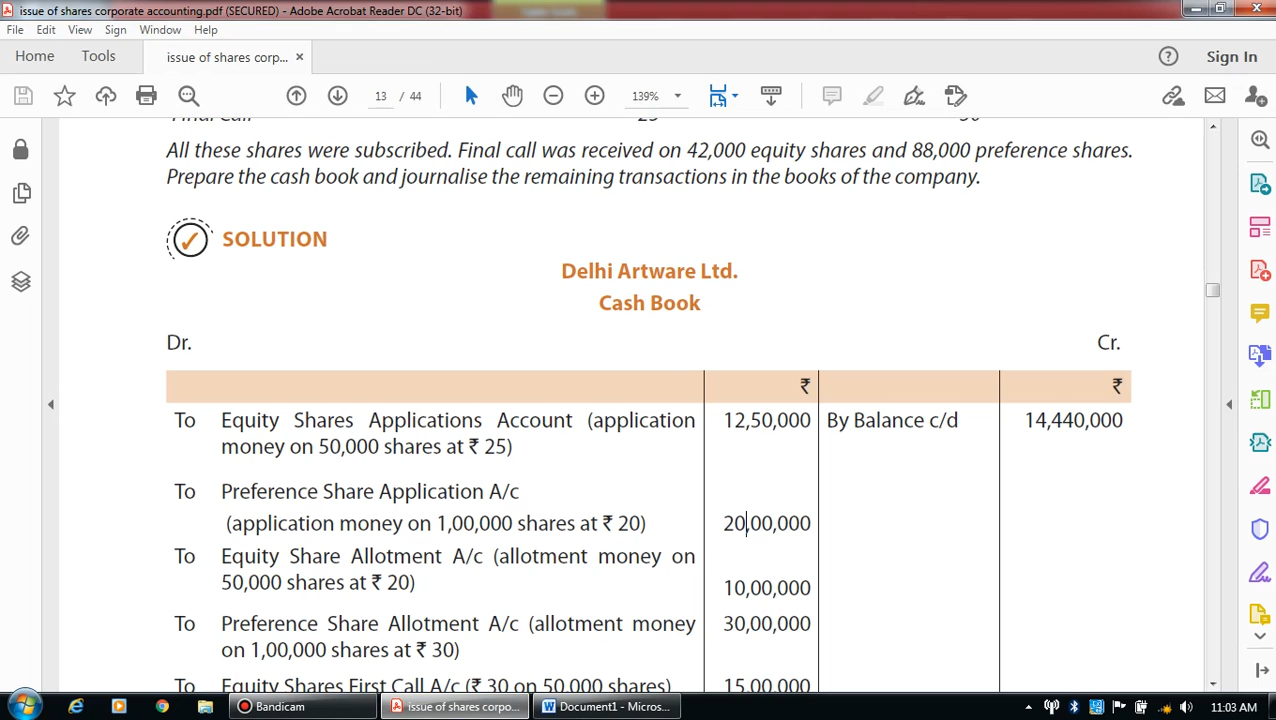 issue of shares corporate accounting.pdf (SECURED) - Adobe Acrobat Reader DC (32-bit)
File Edit View Sign Window Help
Home Tools issue of shares corp... × Sign In
13 / 44 139%
Final Call 25 50
All these shares were subscribed. Final call was received on 42,000 equity shares and 88,000 preference shares.
Prepare the cash book and journalise the remaining transactions in the books of the company.
SOLUTION
Delhi Artware Ltd.
Cash Book
Dr. Cr.
₹ ₹
To Equity Shares Applications Account (application 12,50,000 By Balance c/d 14,440,000
money on 50,000 shares at ₹ 25)
To Preference Share Application A/c
(application money on 1,00,000 shares at ₹ 20) 20,00,000
To Equity Share Allotment A/c (allotment money on
50,000 shares at ₹ 20) 10,00,000
To Preference Share Allotment A/c (allotment money 30,00,000
on 1,00,000 shares at ₹ 30)
To Equity Shares First Call A/c (₹ 30 on 50,000 shares) 15,00,000
Bandicam issue of shares corpo... Document1 - Micros... 11:03 AM